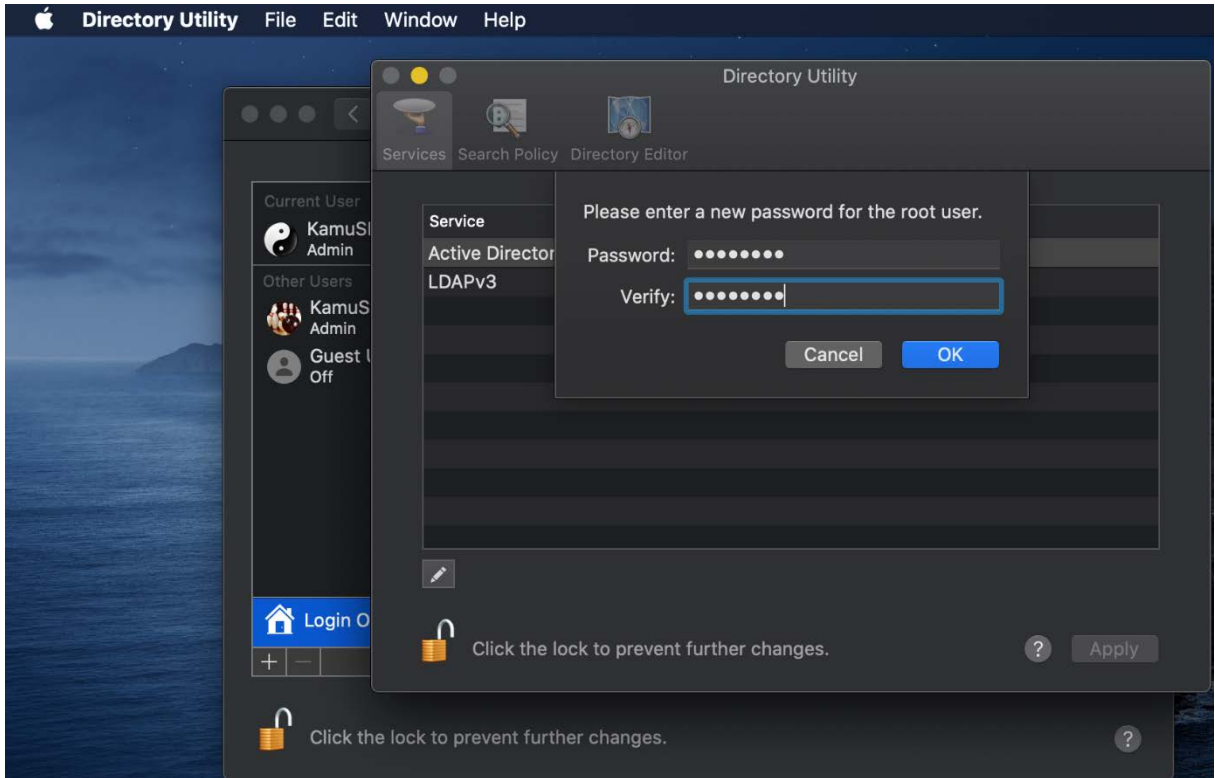 Directory Utility File Edit Window Help
Directory Utility
Services Search Policy Directory Editor
Current User
KamuS
Admin
Other Users
KamuS
Admin
Guest
Off
Login O
Service
Active Director
LDAPv3
Please enter a new password for the root user.
Password: ●●●●●●●●
Verify: ●●●●●●●●
Cancel OK
Click the lock to prevent further changes.
? Apply
Click the lock to prevent further changes.
?